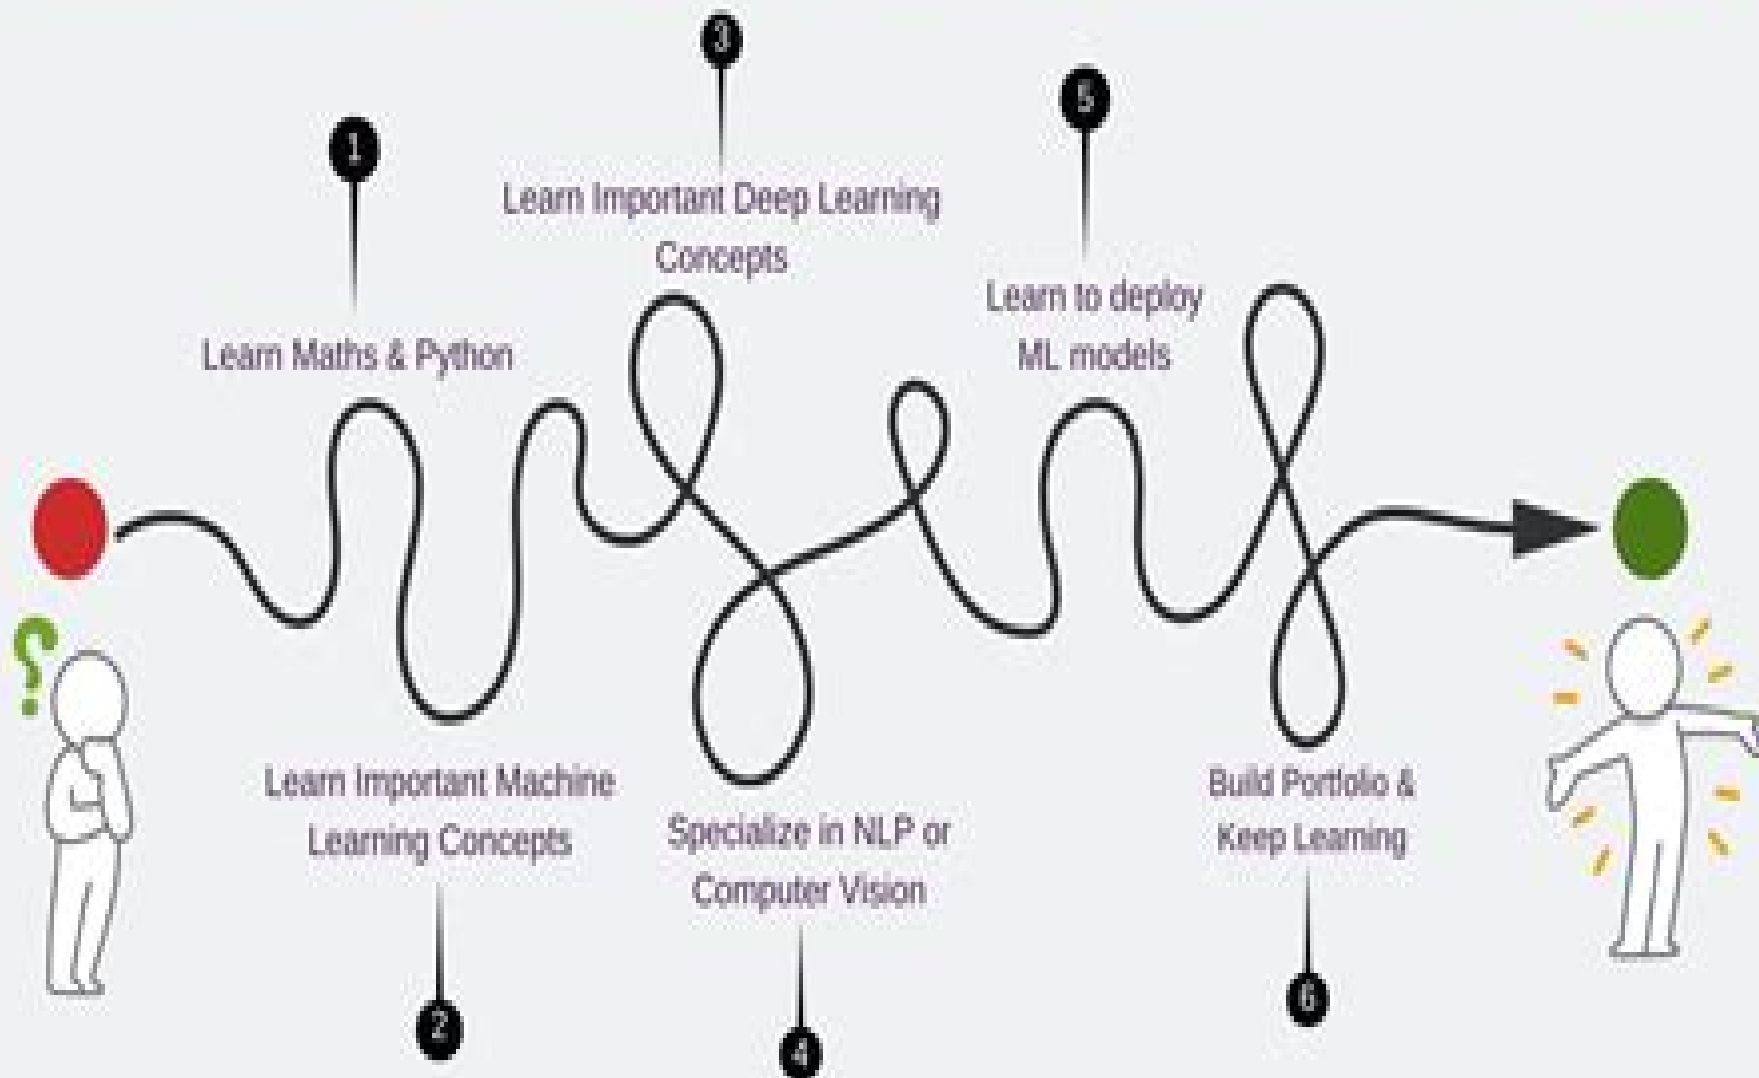 1
Learn Maths & Python
Learn Important Machine
Learning Concepts
2
3
Learn Important Deep Learning
Concepts
Specialize in NLP or
Computer Vision
4
5
Learn to deploy
ML models
Build Portfolio &
Keep Learning
6
?